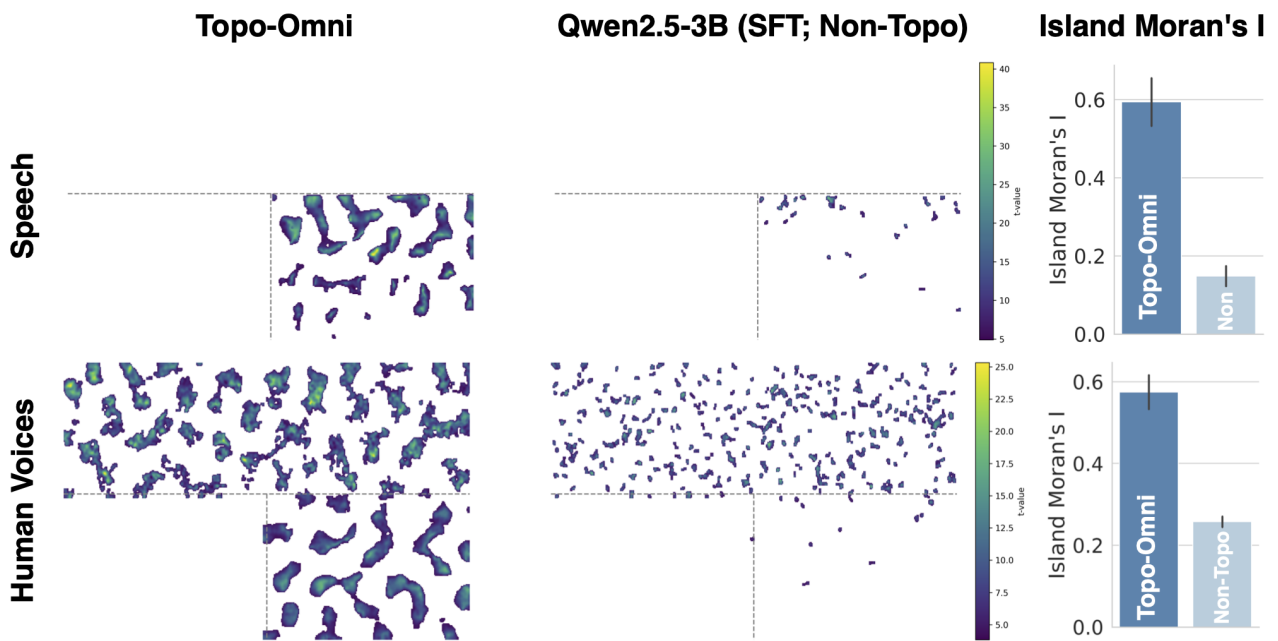 Topo-Omni
Qwen2.5-3B (SFT; Non-Topo)
Island Moran's I
Speech
40
35
30
25
20
15
10
5
t-value
Island Moran's I
0.6
0.4
0.2
0.0
Topo-Omni
Non
Human Voices
25.0
22.5
20.0
17.5
15.0
12.5
10.0
7.5
5.0
t-value
Island Moran's I
0.6
0.4
0.2
0.0
Topo-Omni
Non-Topo